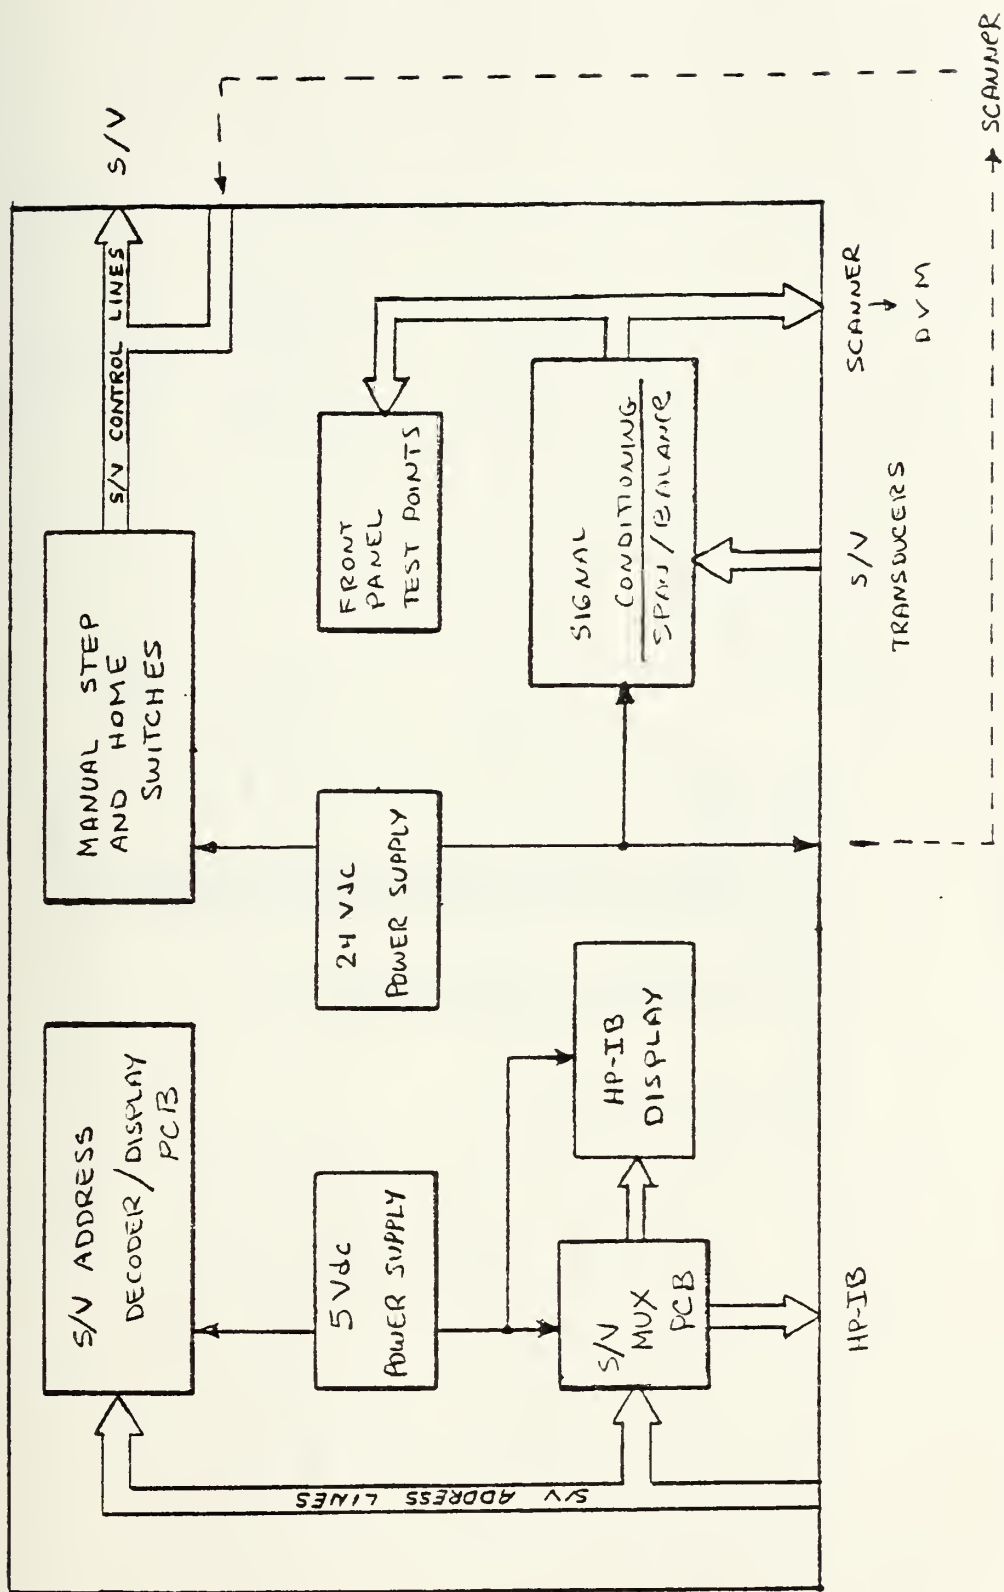 S/V ADDRESS
DECODER/DISPLAY
PCB
MANUAL STEP
AND HOME
SWITCHES
S/V CONTROL LINES
S/V
5 Vdc
POWER SUPPLY
24 Vdc
POWER SUPPLY
FRONT
PANEL
TEST POINTS
S/V ADDRESS LINES
S/V
MUX
PCB
HP-IB
DISPLAY
SIGNAL
CONDITIONING
SPAN/BALANCE
HP-IB
S/V
TRANSDUCERS
SCANNER
DVM
SCANNER